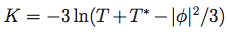 K = −3 ln(T + T* − |ϕ|²/3)